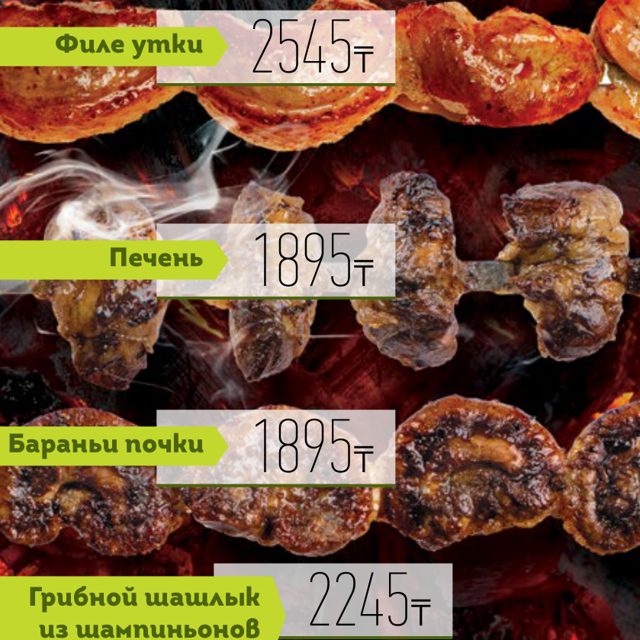 Филе утки 2545₸
Печень 1895₸
Бараньи почки 1895₸
Грибной шашлык 2245₸
из шампиньонов